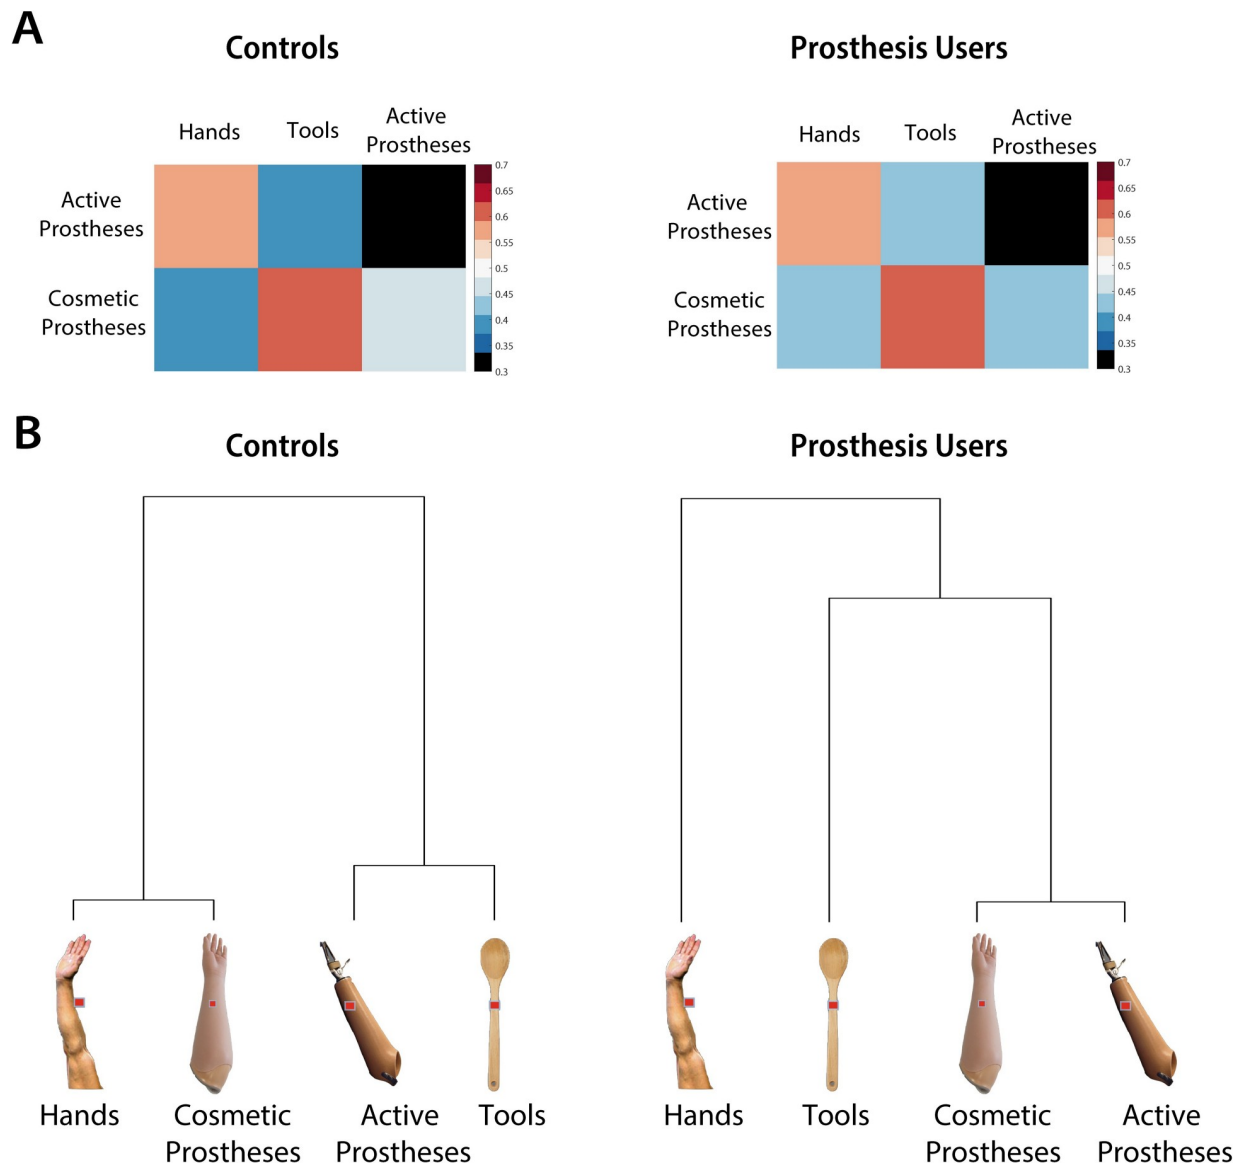 A
Controls
Prosthesis Users
Hands
Tools
Active
Prostheses
Active
Prostheses
Cosmetic
Prostheses
0.7
0.65
0.6
0.55
0.5
0.45
0.4
0.35
0.3
Hands
Tools
Active
Prostheses
Active
Prostheses
Cosmetic
Prostheses
0.7
0.65
0.6
0.55
0.5
0.45
0.4
0.35
0.3
B
Controls
Prosthesis Users
Hands
Cosmetic
Prostheses
Active
Prostheses
Tools
Hands
Tools
Cosmetic
Prostheses
Active
Prostheses